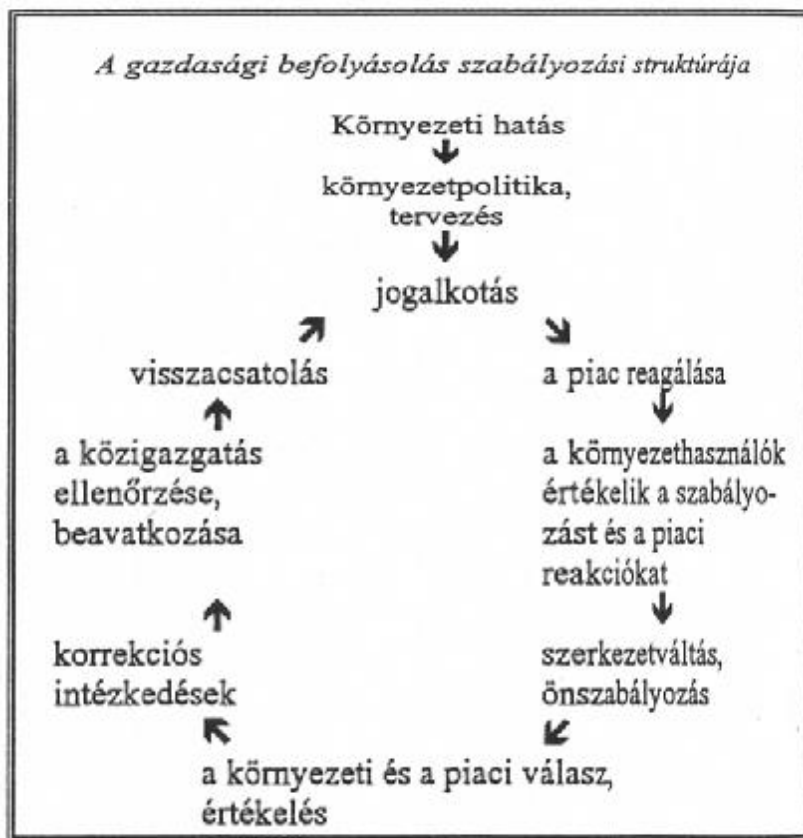 A gazdasági befolyásolás szabályozási struktúrája
Környezeti hatás
környezetpolitika,
tervezés
jogalkotás
visszacsatolás
a piac reagálása
a közigazgatás
ellenőrzése,
beavatkozása
a környezethasználók
értékelik a szabályo-
zást és a piaci
reakciókat
korrekciós
intézkedések
szerkezetváltás,
önszabályozás
a környezeti és a piaci válasz,
értékelés